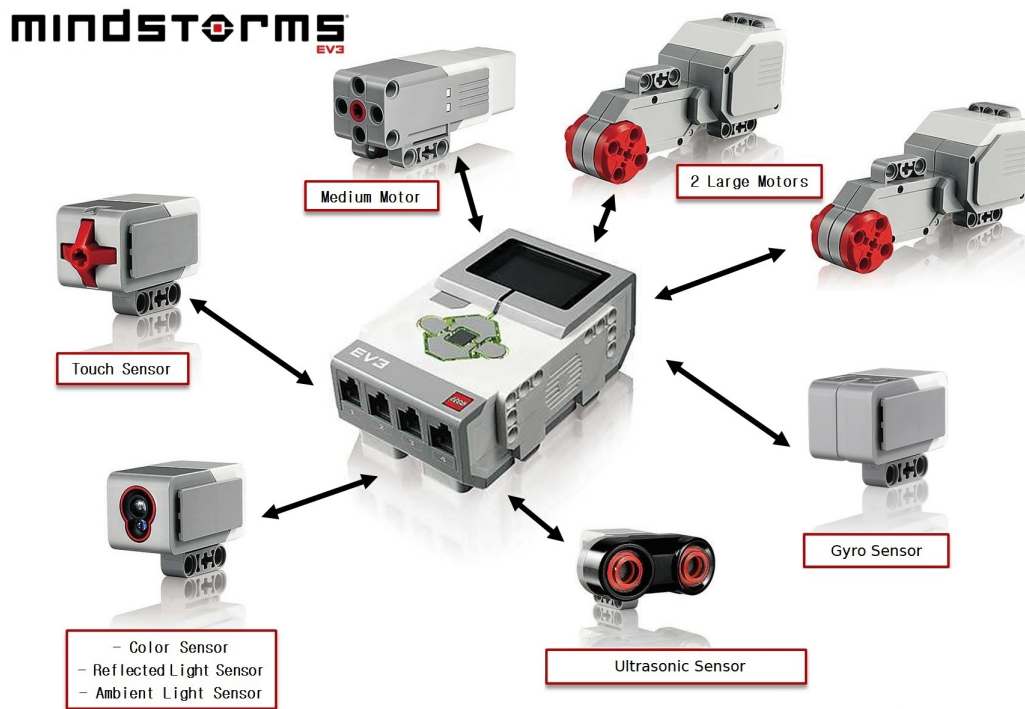 mindstorms
EV3
Medium Motor
2 Large Motors
Touch Sensor
EV3
1 2 3 4
LEGO
Gyro Sensor
- Color Sensor
- Reflected Light Sensor
- Ambient Light Sensor
Ultrasonic Sensor